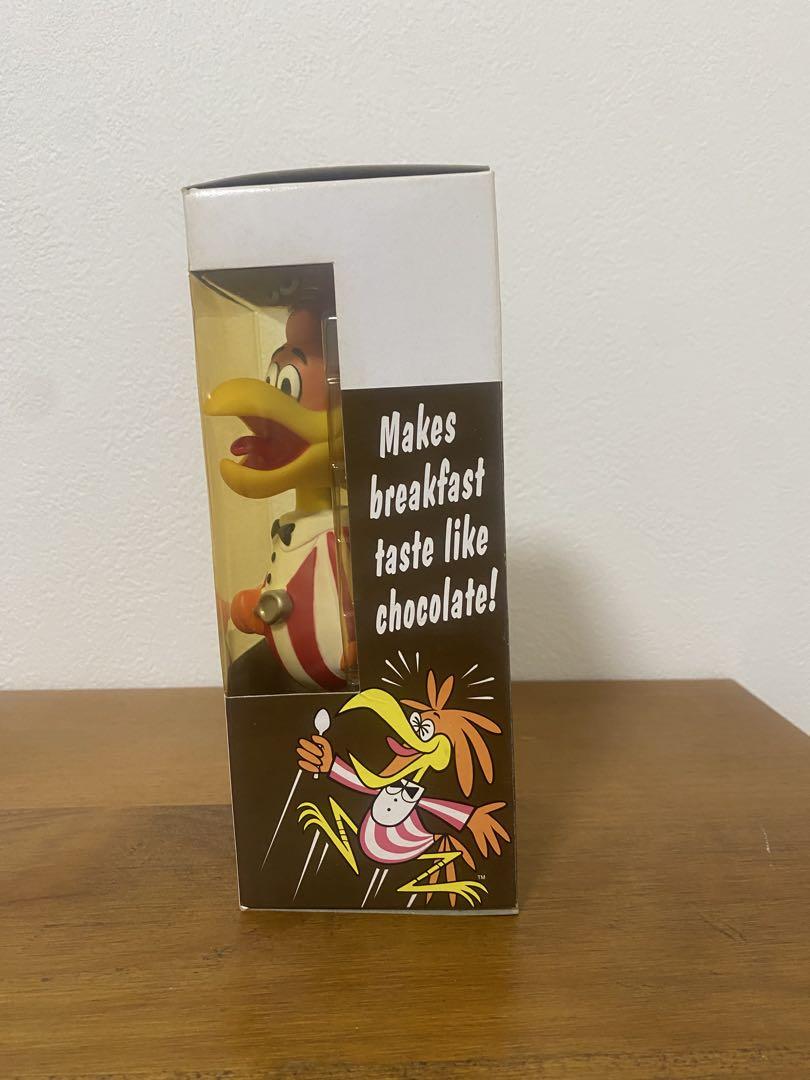 Makes
breakfast
taste like
chocolate!
TM